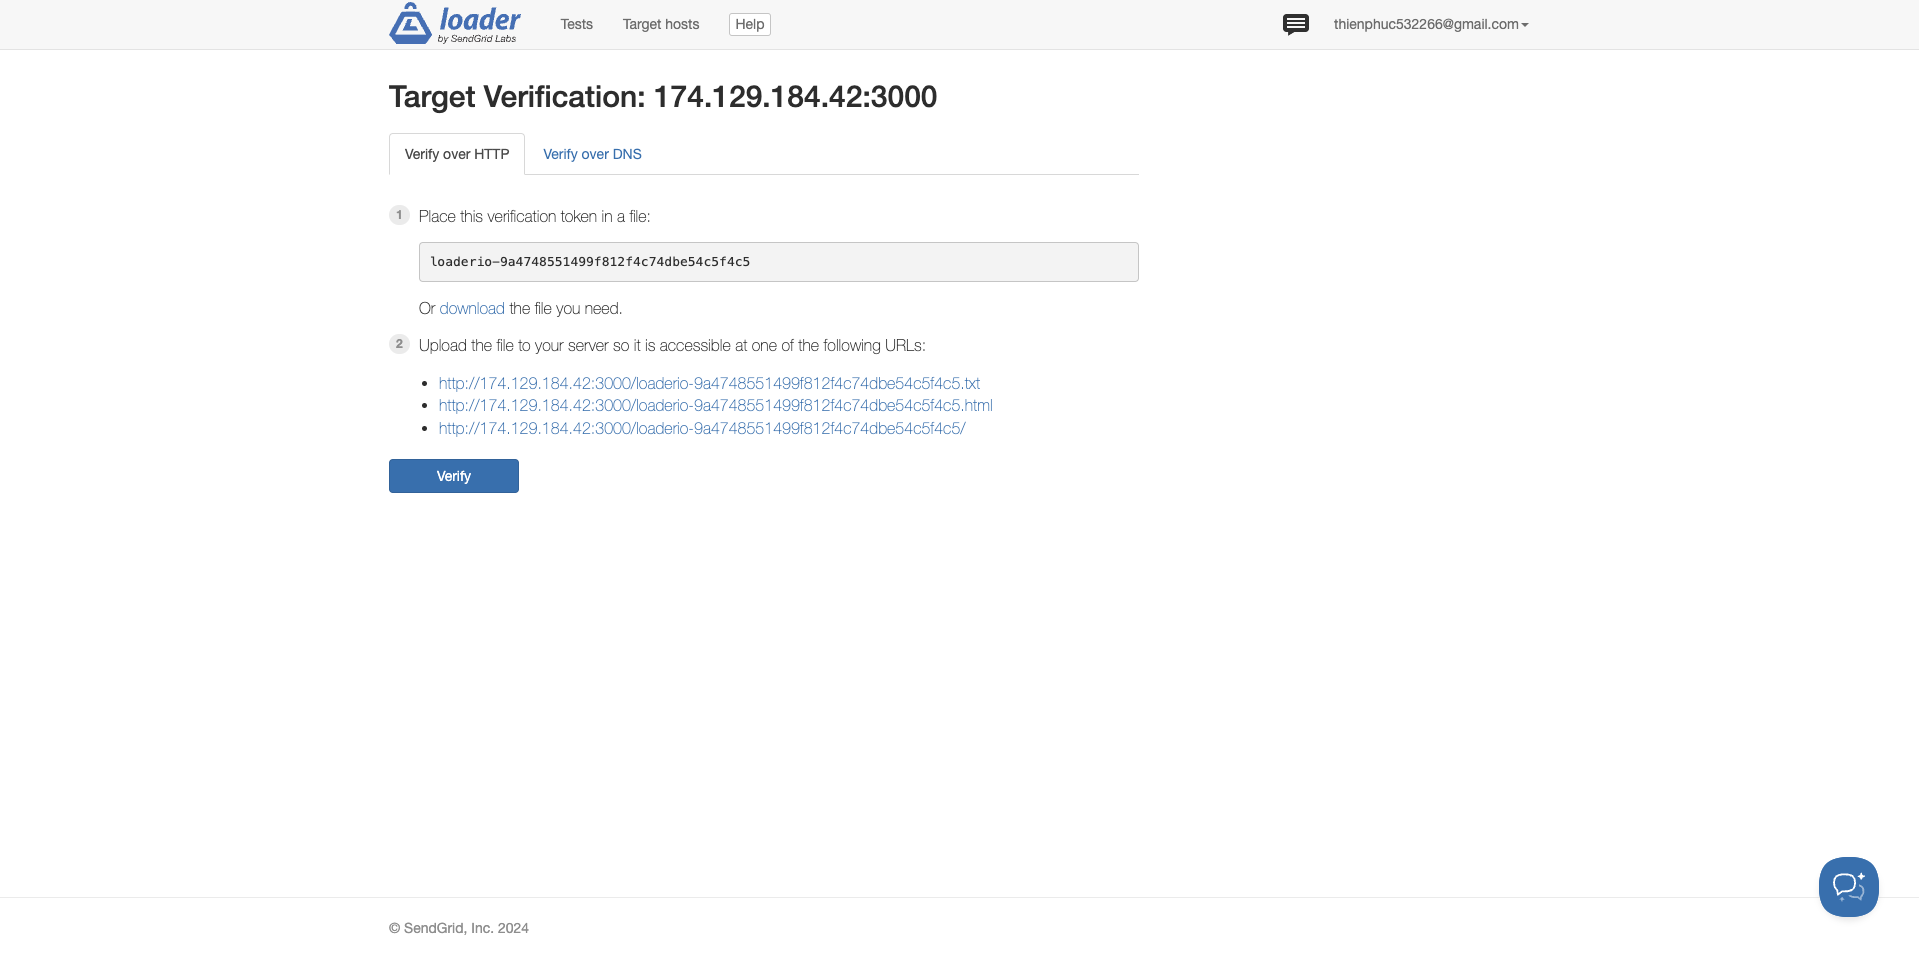 loader
by SendGrid Labs
Tests
Target hosts
Help
thienphuc532266@gmail.com
Target Verification: 174.129.184.42:3000
Verify over HTTP
Verify over DNS
1 Place this verification token in a file:
loaderio-9a4748551499f812f4c74dbe54c5f4c5
Or download the file you need.
2 Upload the file to your server so it is accessible at one of the following URLs:
• http://174.129.184.42:3000/loaderio-9a4748551499f812f4c74dbe54c5f4c5.txt
• http://174.129.184.42:3000/loaderio-9a4748551499f812f4c74dbe54c5f4c5.html
• http://174.129.184.42:3000/loaderio-9a4748551499f812f4c74dbe54c5f4c5/
Verify
© SendGrid, Inc. 2024